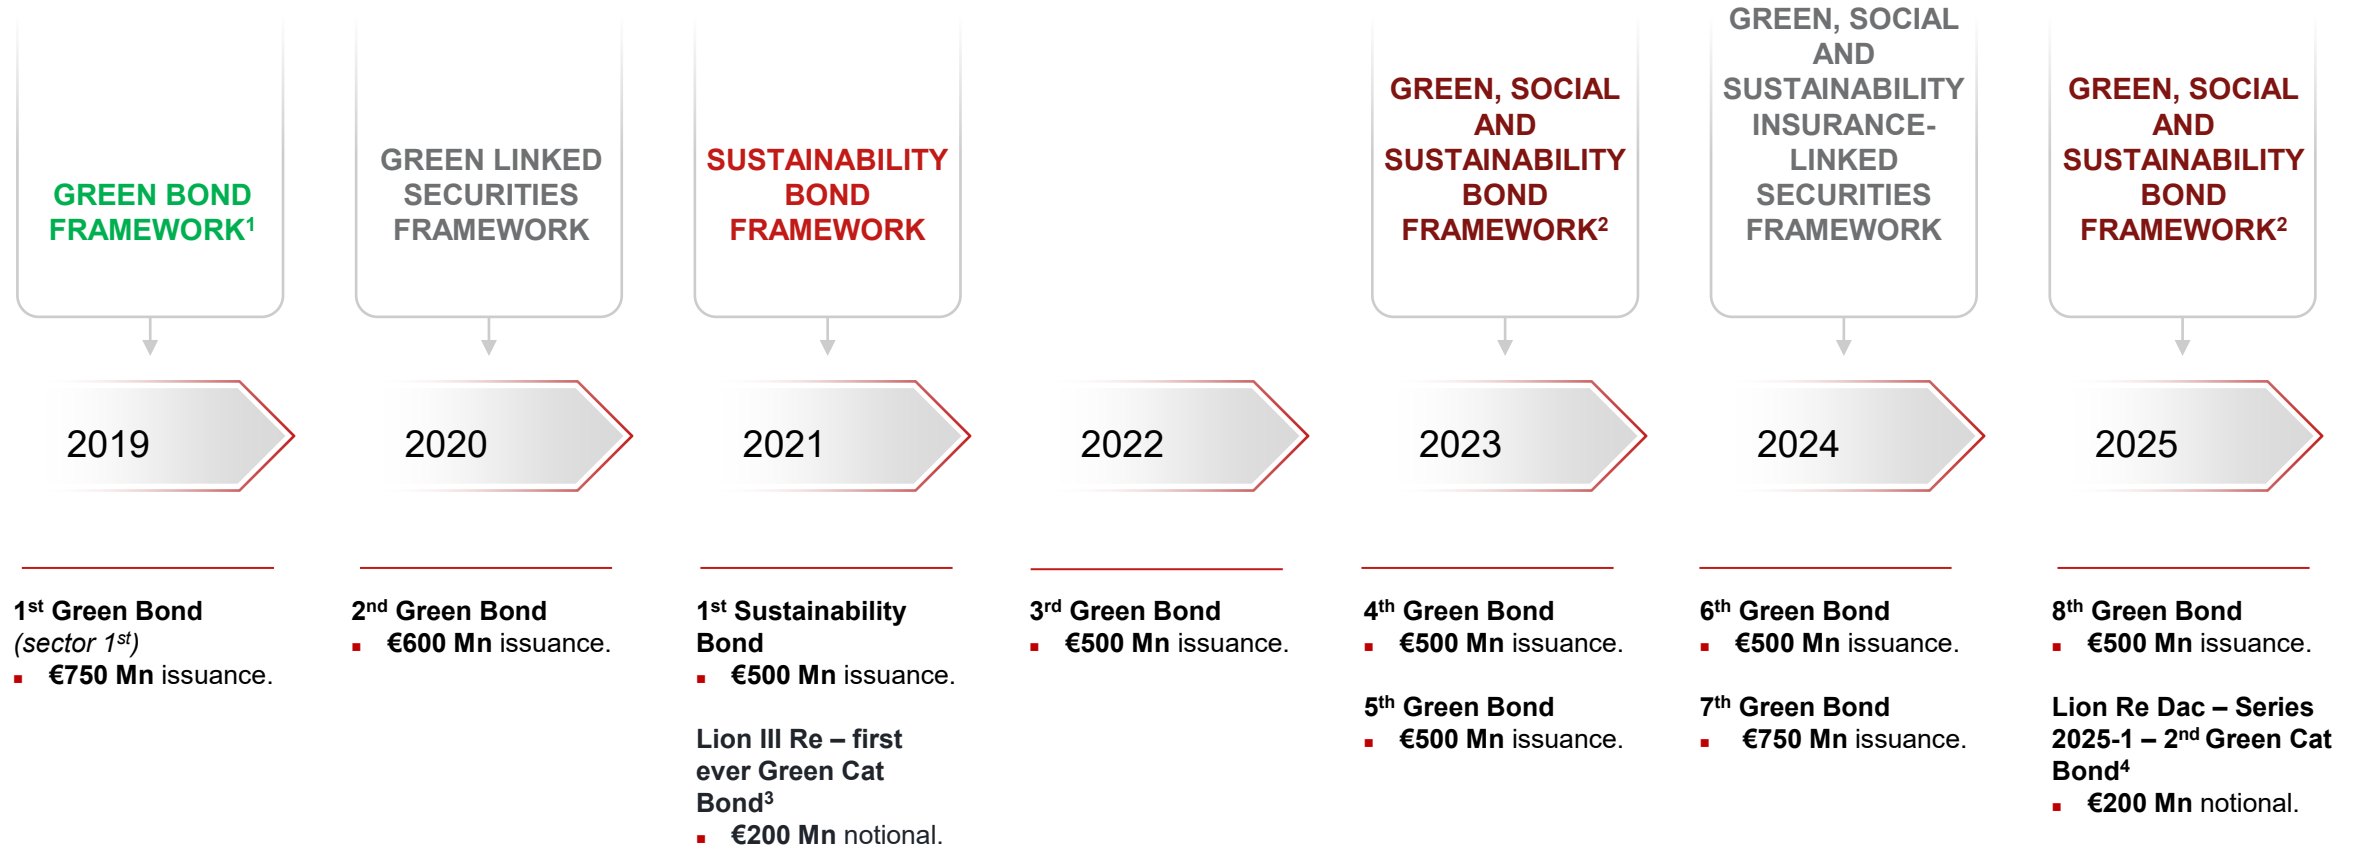 GREEN BOND
FRAMEWORK¹
GREEN LINKED
SECURITIES
FRAMEWORK
SUSTAINABILITY
BOND
FRAMEWORK
GREEN, SOCIAL
AND
SUSTAINABILITY
BOND
FRAMEWORK²
GREEN, SOCIAL
AND
SUSTAINABILITY
INSURANCE-
LINKED
SECURITIES
FRAMEWORK
GREEN, SOCIAL
AND
SUSTAINABILITY
BOND
FRAMEWORK²
2019
2020
2021
2022
2023
2024
2025
1st Green Bond
(sector 1st)
▪ €750 Mn issuance.
2nd Green Bond
▪ €600 Mn issuance.
1st Sustainability
Bond
▪ €500 Mn issuance.
Lion III Re – first
ever Green Cat
Bond³
▪ €200 Mn notional.
3rd Green Bond
▪ €500 Mn issuance.
4th Green Bond
▪ €500 Mn issuance.
5th Green Bond
▪ €500 Mn issuance.
6th Green Bond
▪ €500 Mn issuance.
7th Green Bond
▪ €750 Mn issuance.
8th Green Bond
▪ €500 Mn issuance.
Lion Re Dac – Series
2025-1 – 2nd Green Cat
Bond⁴
▪ €200 Mn notional.